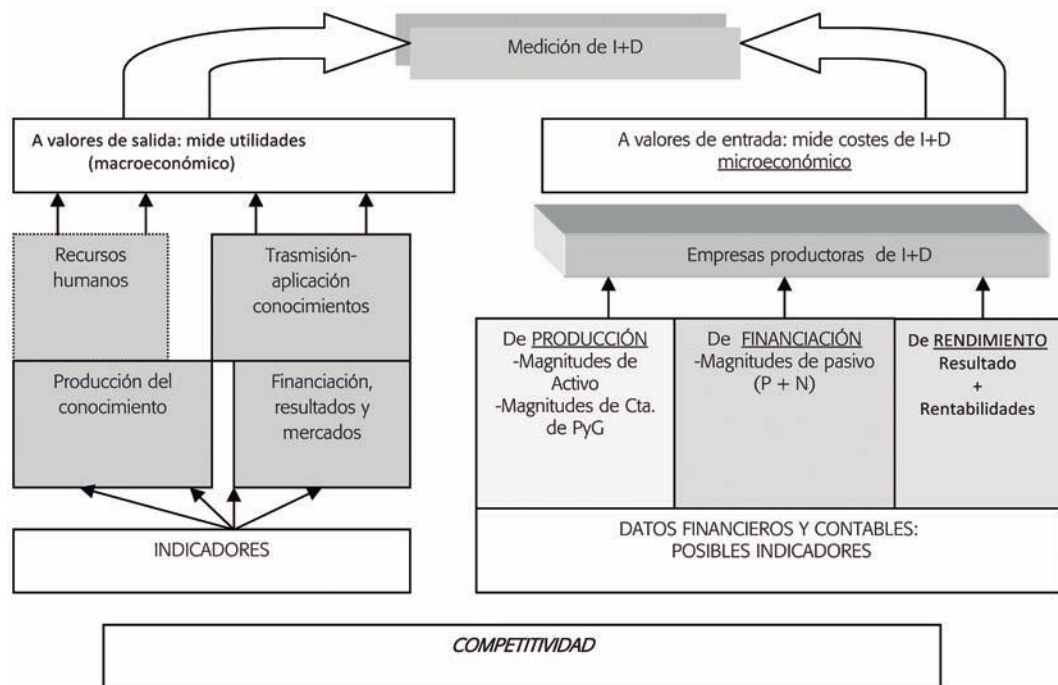 Medición de I+D
A valores de salida: mide utilidades
(macroeconómico)
A valores de entrada: mide costes de I+D
microeconómico
Recursos
humanos
Trasmisión-
aplicación
conocimientos
Empresas productoras de I+D
Producción del
conocimiento
Financiación,
resultados y
mercados
De PRODUCCIÓN
-Magnitudes de
Activo
-Magnitudes de Cta.
de PyG
De FINANCIACIÓN
-Magnitudes de pasivo
(P + N)
De RENDIMIENTO
Resultado
+
Rentabilidades
INDICADORES
DATOS FINANCIEROS Y CONTABLES:
POSIBLES INDICADORES
COMPETITIVIDAD